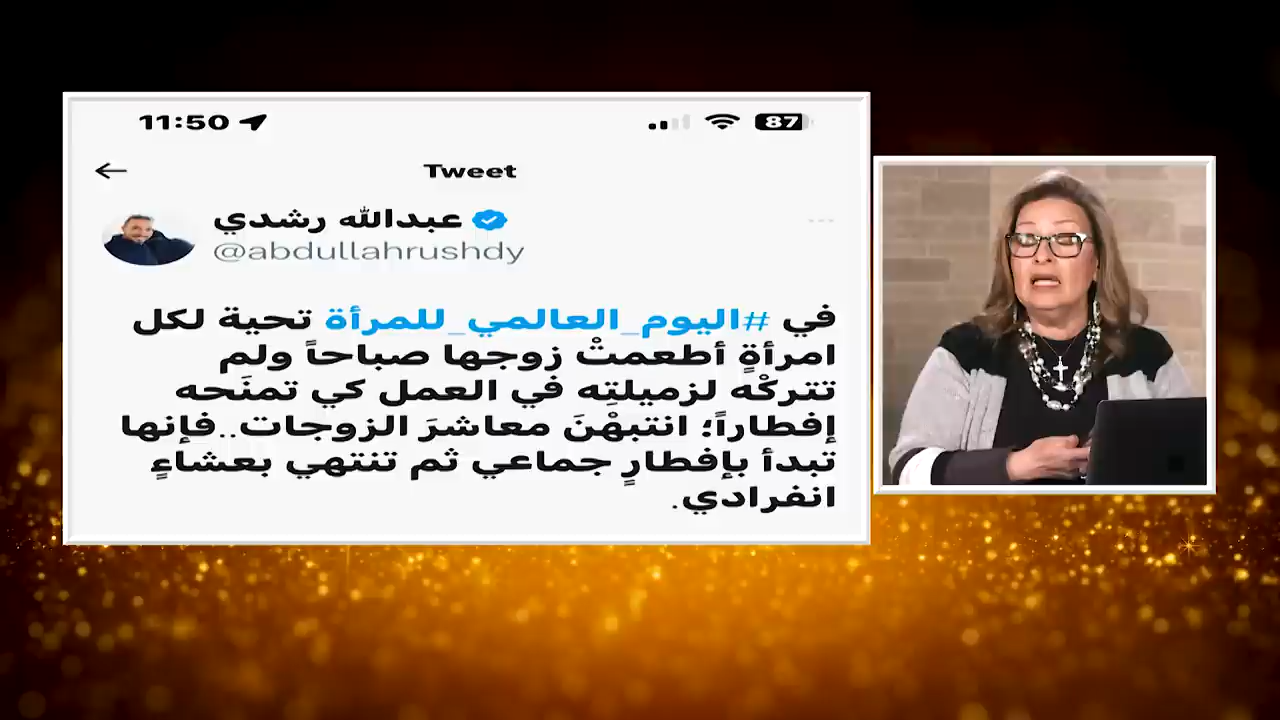 11:50
87
Tweet
عبدالله رشدي
@abdullahrushdy
في #اليوم_العالمي_للمرأة تحية لكل
امرأةٍ أطعمتْ زوجها صباحاً ولم
تتركْه لزميلتِه في العمل كي تمنَحه
إفطاراً؛ انتبهْنَ معاشرَ الزوجات..فإنها
تبدأ بإفطارٍ جماعي ثم تنتهي بعشاءٍ
انفرادي.